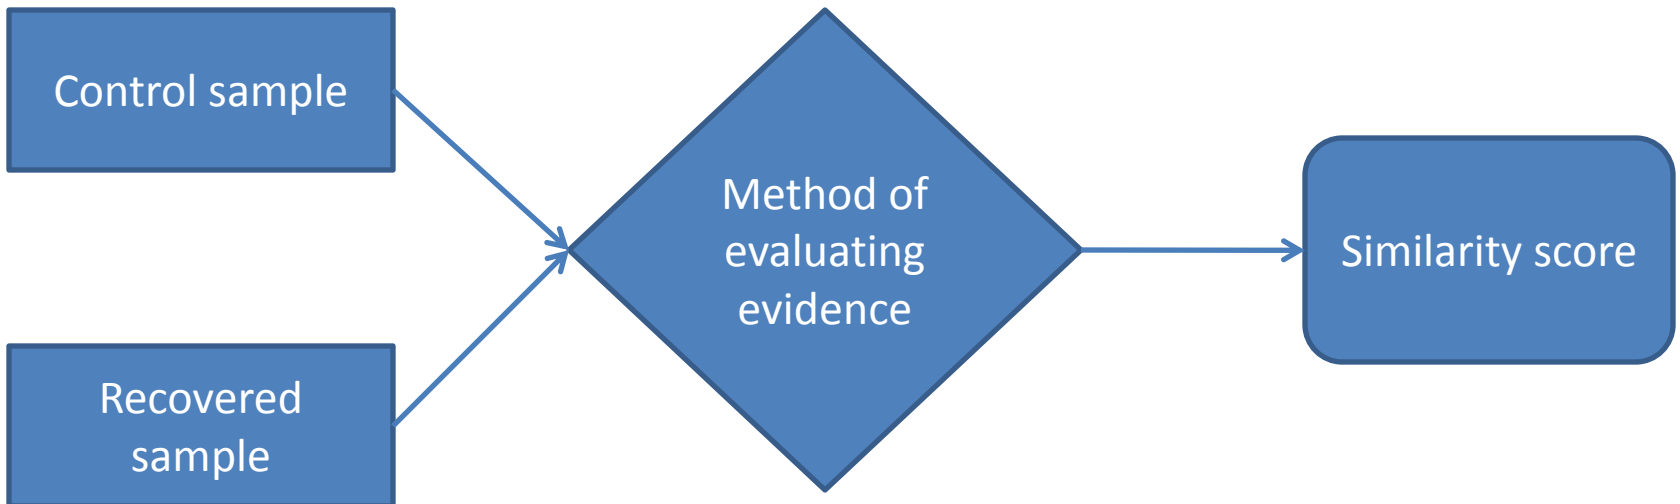 Control sample
Method of
evaluating
evidence
Similarity score
Recovered
sample